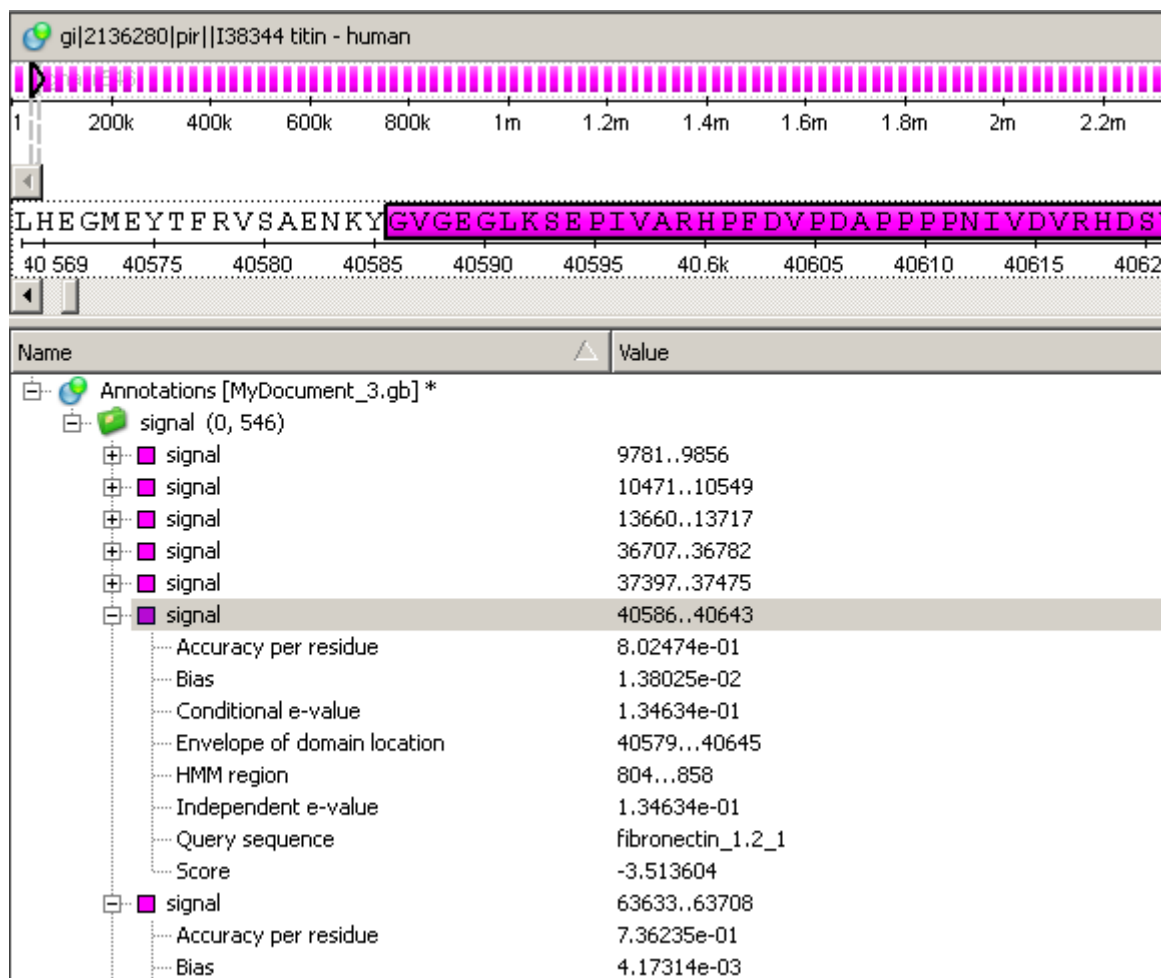 gi|2136280|pir||I38344 titin - human
1 200k 400k 600k 800k 1m 1.2m 1.4m 1.6m 1.8m 2m 2.2m
LHEGMEYTFRVSAENKYGVGEGLKSEPIVARHPFDVPDAPPPPNIVDVRHDS
40 569 40575 40580 40585 40590 40595 40.6k 40605 40610 40615 4062
Name Value
Annotations [MyDocument_3.gb] *
signal (0, 546)
signal 9781..9856
signal 10471..10549
signal 13660..13717
signal 36707..36782
signal 37397..37475
signal 40586..40643
Accuracy per residue 8.02474e-01
Bias 1.38025e-02
Conditional e-value 1.34634e-01
Envelope of domain location 40579...40645
HMM region 804...858
Independent e-value 1.34634e-01
Query sequence fibronectin_1.2_1
Score -3.513604
signal 63633..63708
Accuracy per residue 7.36235e-01
Bias 4.17314e-03